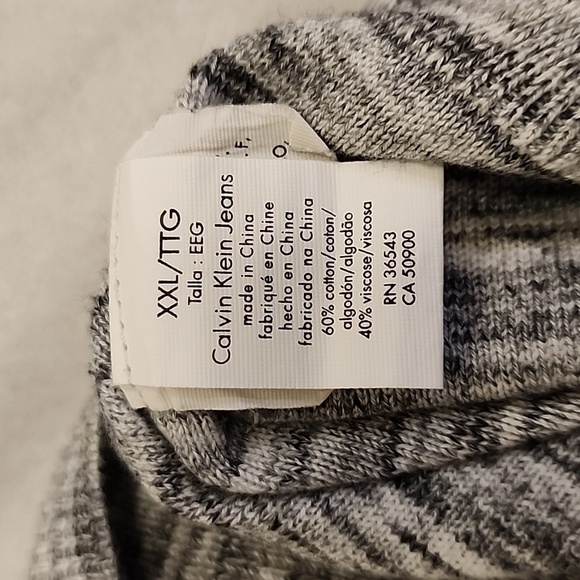 XXL/TTG
Talla : EEG
Calvin Klein Jeans
made in China
fabriqué en Chine
hecho en China
fabricado na China
60% cotton/coton/
algodón/algodão
40% viscose/viscosa
RN 36543
CA 50900